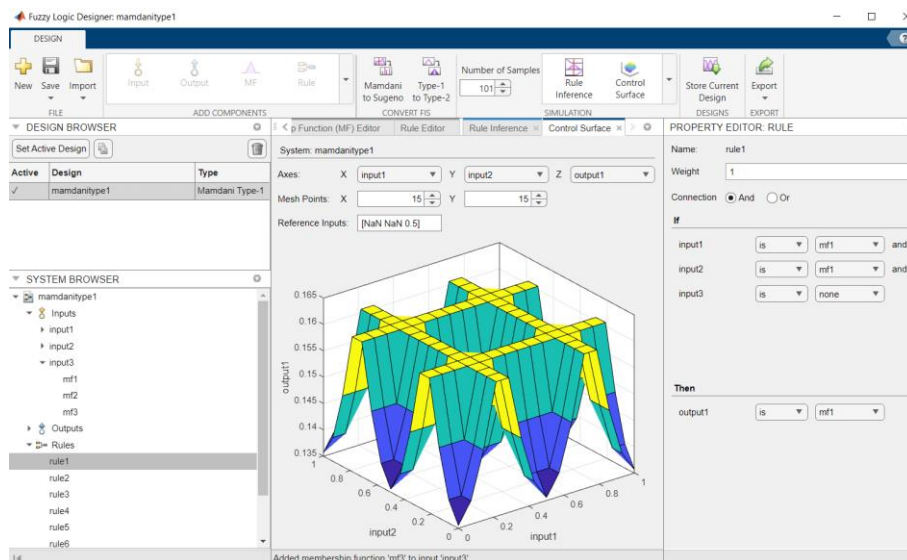 Fuzzy Logic Designer: mamdanitype1
DESIGN
New Save Import
Input Output MF Rule
Mamdani to Sugeno
Type-1 to Type-2
Number of Samples
101
Rule Inference
Control Surface
Store Current Design
Export
FILE ADD COMPONENTS CONVERT FIS SIMULATION DESIGNS EXPORT
DESIGN BROWSER
Set Active Design
Active Design Type
✓ mamdanitype1 Mamdani Type-1
SYSTEM BROWSER
mamdanitype1
Inputs
input1
input2
input3
mf1
mf2
mf3
Outputs
Rules
rule1
rule2
rule3
rule4
rule5
rule6
p Function (MF) Editor Rule Editor Rule Inference Control Surface
System: mamdanitype1
Axes: X input1 Y input2 Z output1
Mesh Points: X 15 Y 15
Reference Inputs: [NaN NaN 0.5]
0.165
0.16
0.155
0.15
0.145
0.14
0.135
output1
1
0.8
0.6
0.4
0.2
0
input2
0
0.2
0.4
0.6
0.8
1
input1
Added membership function 'mf3' to input 'input3'
PROPERTY EDITOR: RULE
Name: rule1
Weight 1
Connection And Or
If
input1 is mf1 and
input2 is mf1 and
input3 is none
Then
output1 is mf1